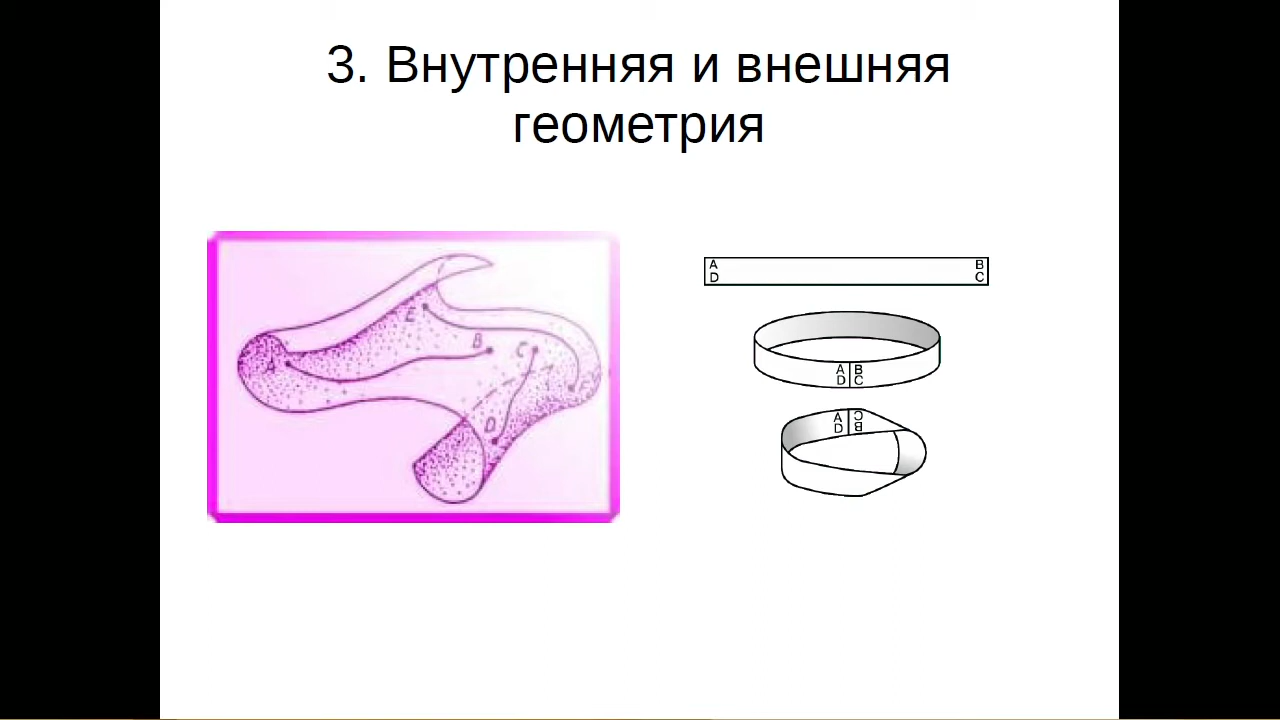 3. Внутренняя и внешняя
геометрия
E
B
C
A
F
D
A B
D C
A B
D C
A C
D B